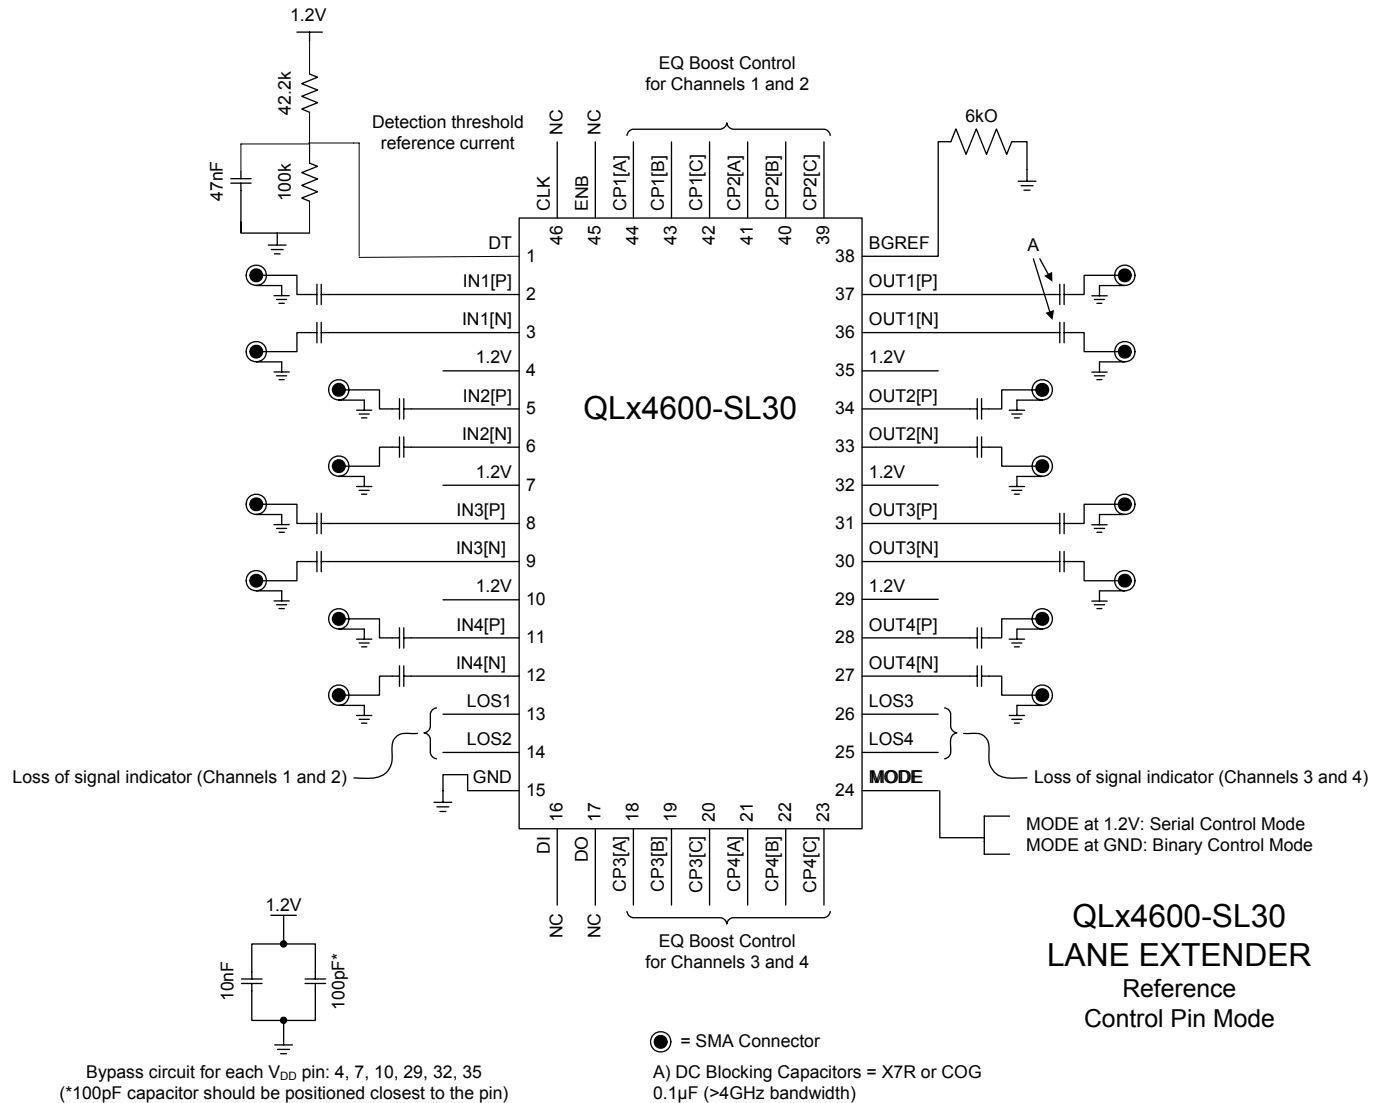 1.2V
42.2k
47nF
100k
Detection threshold
reference current
EQ Boost Control
for Channels 1 and 2
NC
NC
CLK
ENB
CP1[A]
CP1[B]
CP1[C]
CP2[A]
CP2[B]
CP2[C]
46
45
44
43
42
41
40
39
6kO
A
DT
1
IN1[P]
2
IN1[N]
3
1.2V
4
IN2[P]
5
IN2[N]
6
1.2V
7
IN3[P]
8
IN3[N]
9
1.2V
10
IN4[P]
11
IN4[N]
12
LOS1
13
LOS2
14
GND
15
Loss of signal indicator (Channels 1 and 2)
QLx4600-SL30
38
BGREF
37
OUT1[P]
36
OUT1[N]
35
1.2V
34
OUT2[P]
33
OUT2[N]
32
1.2V
31
OUT3[P]
30
OUT3[N]
29
1.2V
28
OUT4[P]
27
OUT4[N]
26
LOS3
25
LOS4
24
MODE
Loss of signal indicator (Channels 3 and 4)
MODE at 1.2V: Serial Control Mode
MODE at GND: Binary Control Mode
16
17
18
19
20
21
22
23
DI
DO
CP3[A]
CP3[B]
CP3[C]
CP4[A]
CP4[B]
CP4[C]
NC
NC
EQ Boost Control
for Channels 3 and 4
1.2V
10nF
100pF*
Bypass circuit for each VDD pin: 4, 7, 10, 29, 32, 35
(*100pF capacitor should be positioned closest to the pin)
= SMA Connector
A) DC Blocking Capacitors = X7R or COG
0.1µF (>4GHz bandwidth)
QLx4600-SL30
LANE EXTENDER
Reference
Control Pin Mode